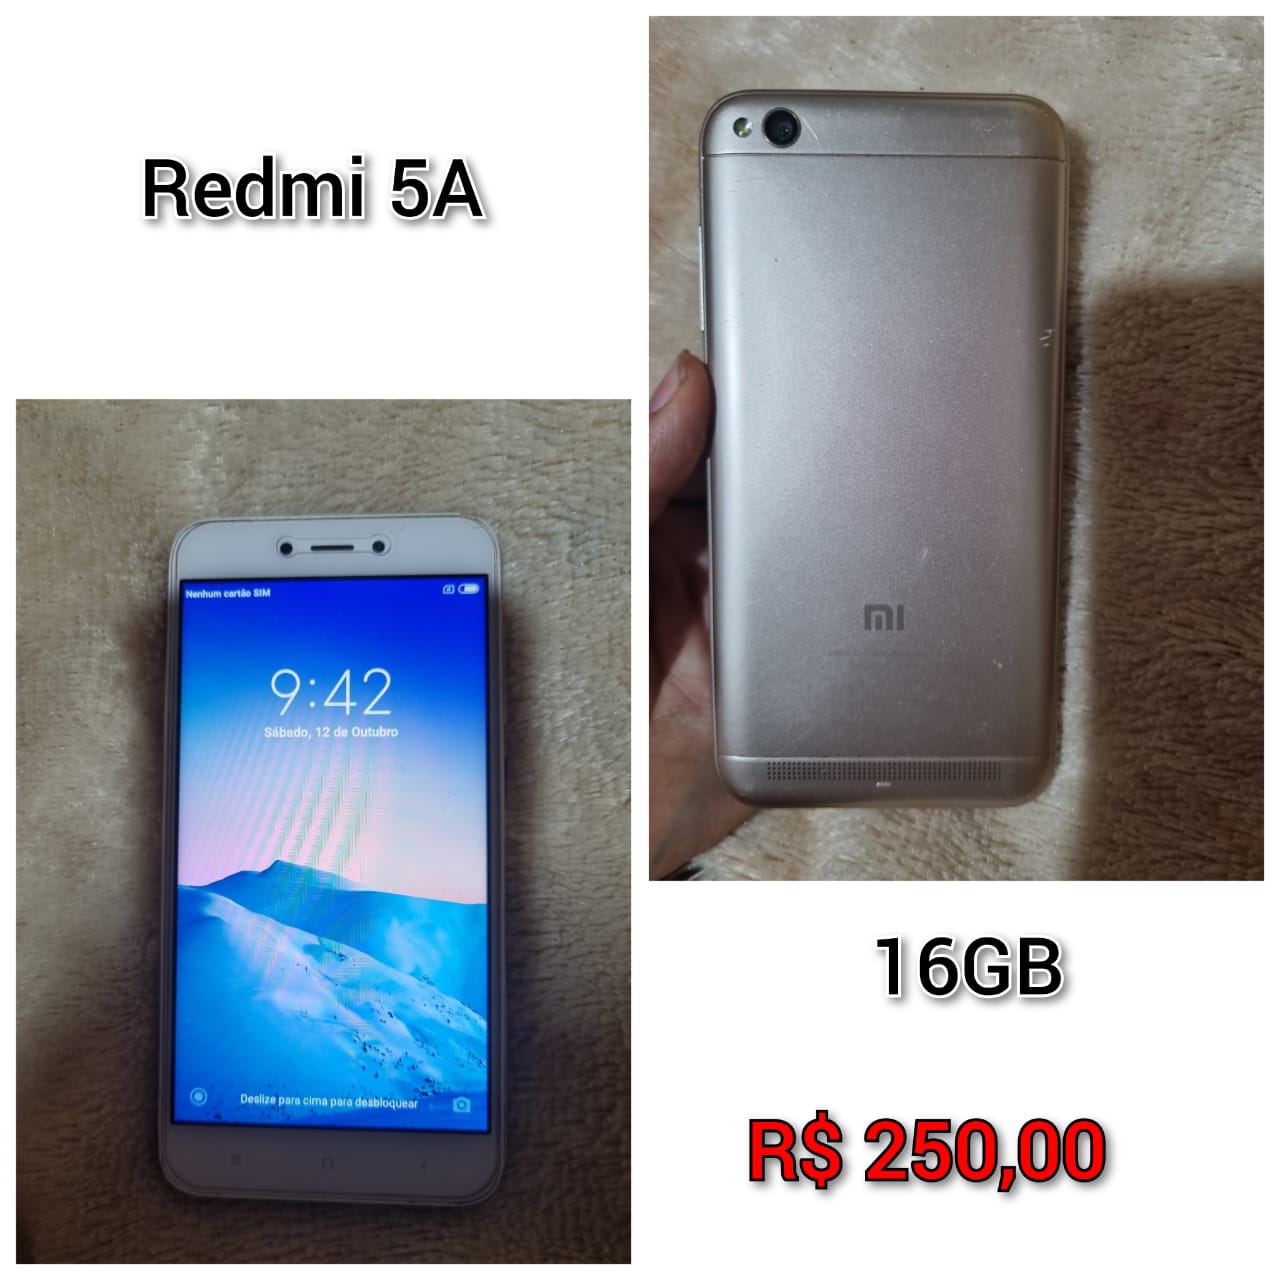 Redmi 5A
Nenhum cartão SIM
9:42
Sábado, 12 de Outubro
Deslize para cima para desbloquear
mi
16GB
R$ 250,00